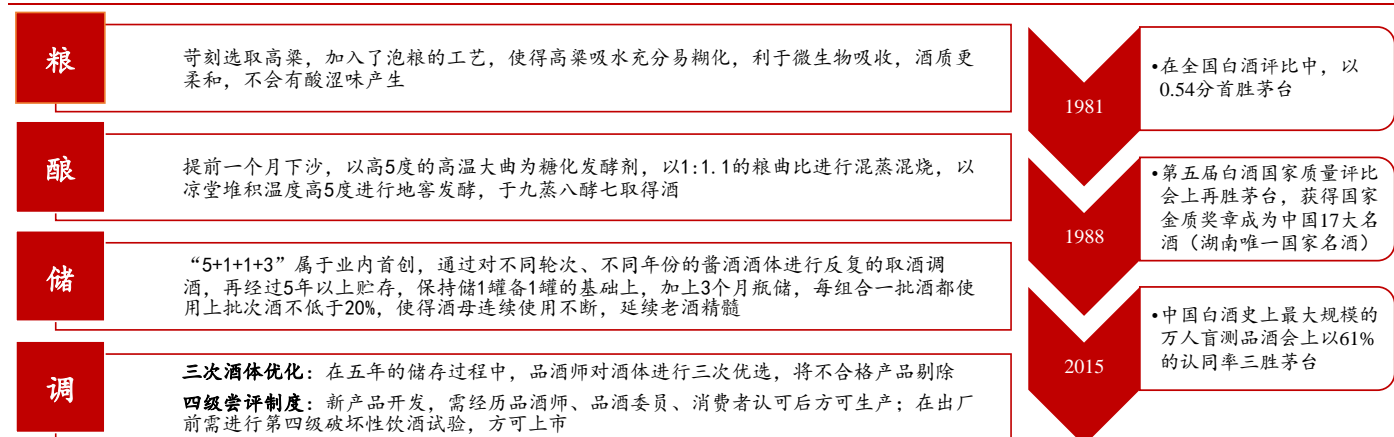 粮
苛刻选取高粱，加入了泡粮的工艺，使得高粱吸水充分易糊化，利于微生物吸收，酒质更
柔和，不会有酸涩味产生
酿
提前一个月下沙，以高5度的高温大曲为糖化发酵剂，以1:1.1的粮曲比进行混蒸混烧，以
凉堂堆积温度高5度进行地窖发酵，于九蒸八酵七取得酒
储
“5+1+1+3”属于业内首创，通过对不同轮次、不同年份的酱酒酒体进行反复的取酒调
酒，再经过5年以上贮存，保持储1罐备1罐的基础上，加上3个月瓶储，每组合一批酒都使
用上批次酒不低于20%，使得酒母连续使用不断，延续老酒精髓
调
三次酒体优化：在五年的储存过程中，品酒师对酒体进行三次优选，将不合格产品剔除
四级尝评制度：新产品开发，需经历品酒师、品酒委员、消费者认可后方可生产；在出厂
前需进行第四级破坏性饮酒试验，方可上市
1981
•在全国白酒评比中，以
0.54分首胜茅台
1988
•第五届白酒国家质量评比
会上再胜茅台，获得国家
金质奖章成为中国17大名
酒（湖南唯一国家名酒）
2015
•中国白酒史上最大规模的
万人盲测品酒会上以61%
的认同率三胜茅台